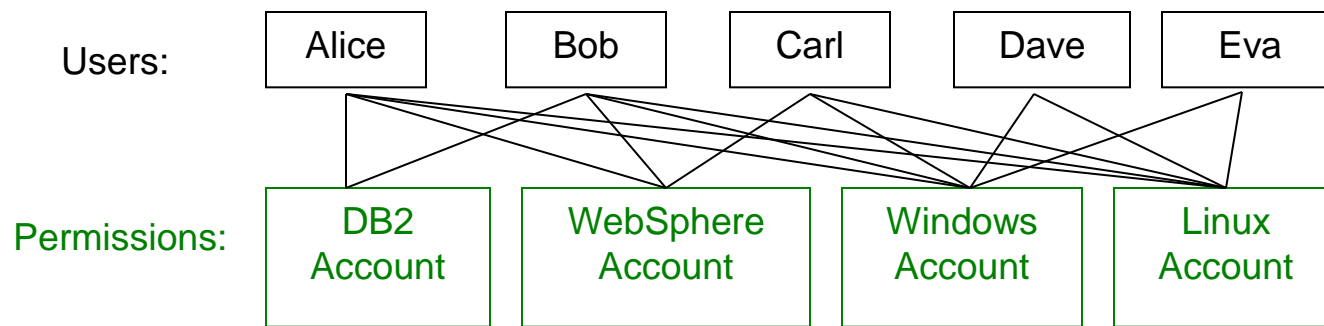 Users:
Alice
Bob
Carl
Dave
Eva
Permissions:
DB2
Account
WebSphere
Account
Windows
Account
Linux
Account